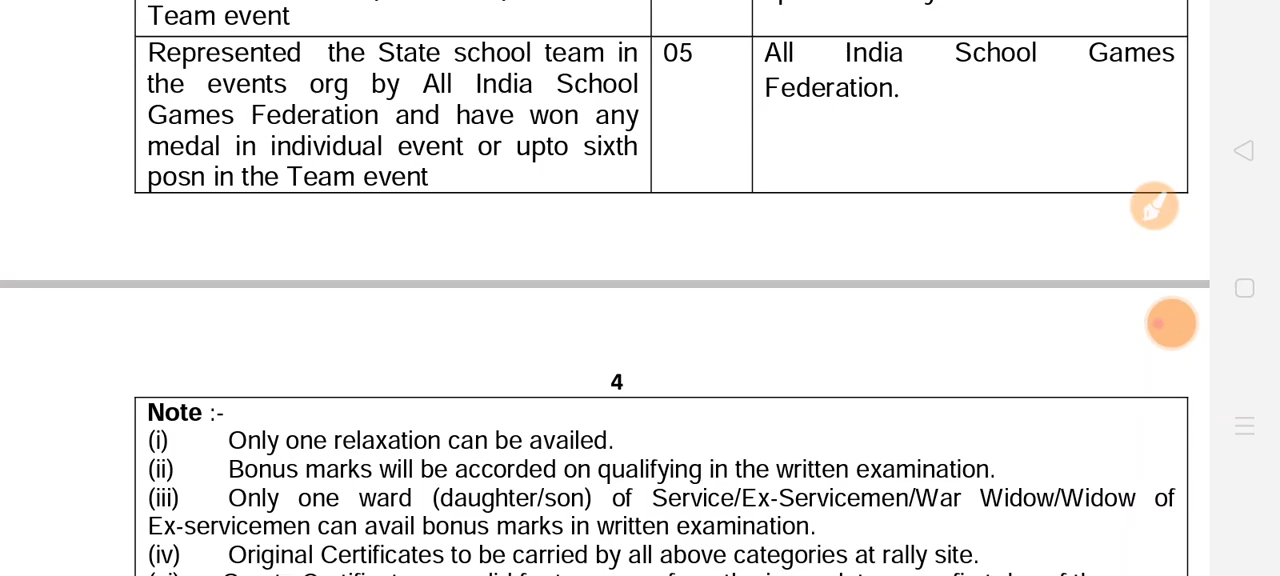 Team event
Represented the State school team in
the events org by All India School
Games Federation and have won any
medal in individual event or upto sixth
posn in the Team event
05
All India School Games
Federation.
4
Note :-
(i) Only one relaxation can be availed.
(ii) Bonus marks will be accorded on qualifying in the written examination.
(iii) Only one ward (daughter/son) of Service/Ex-Servicemen/War Widow/Widow of
Ex-servicemen can avail bonus marks in written examination.
(iv) Original Certificates to be carried by all above categories at rally site.